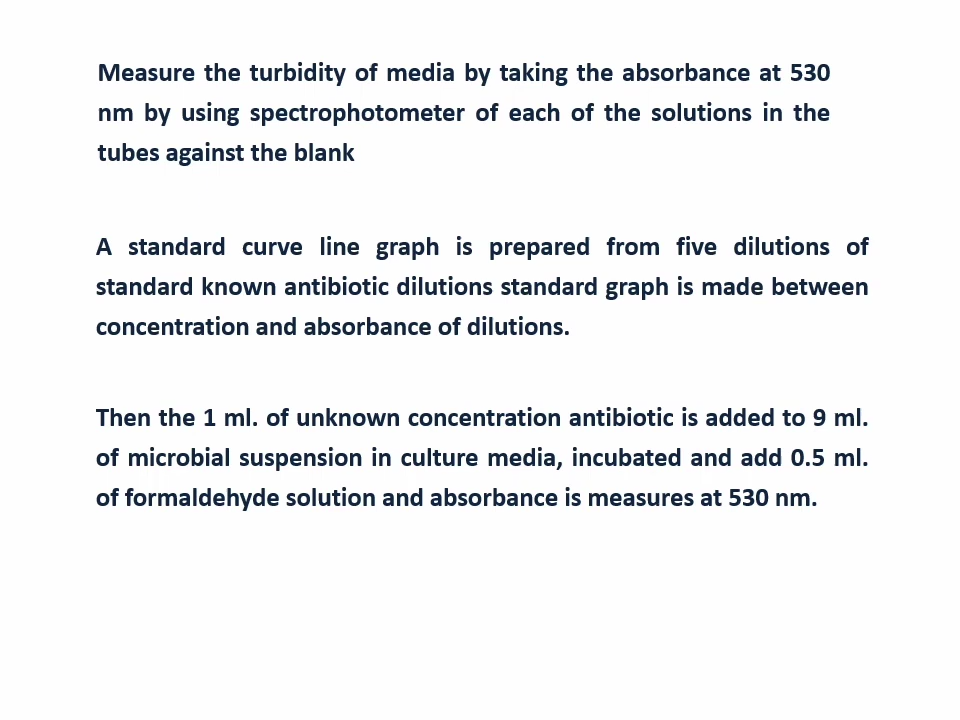 Measure the turbidity of media by taking the absorbance at 530
nm by using spectrophotometer of each of the solutions in the
tubes against the blank
A standard curve line graph is prepared from five dilutions of
standard known antibiotic dilutions standard graph is made between
concentration and absorbance of dilutions.
Then the 1 ml. of unknown concentration antibiotic is added to 9 ml.
of microbial suspension in culture media, incubated and add 0.5 ml.
of formaldehyde solution and absorbance is measures at 530 nm.